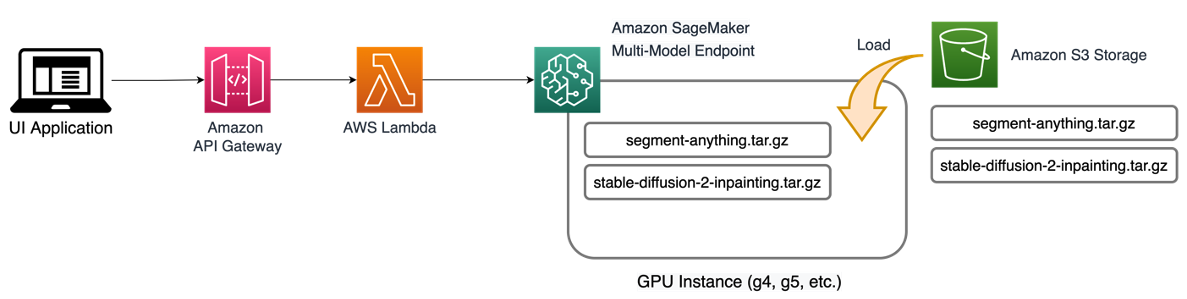 UI Application
Amazon
API Gateway
AWS Lambda
Amazon SageMaker
Multi-Model Endpoint
segment-anything.tar.gz
stable-diffusion-2-inpainting.tar.gz
GPU Instance (g4, g5, etc.)
Load
Amazon S3 Storage
segment-anything.tar.gz
stable-diffusion-2-inpainting.tar.gz